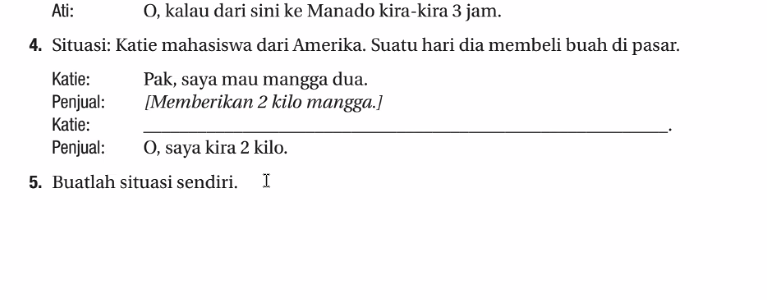 Ati: O, kalau dari sini ke Manado kira-kira 3 jam.
4. Situasi: Katie mahasiswa dari Amerika. Suatu hari dia membeli buah di pasar.
Katie: Pak, saya mau mangga dua.
Penjual: [Memberikan 2 kilo mangga.]
Katie: ______________________________.
Penjual: O, saya kira 2 kilo.
5. Buatlah situasi sendiri.